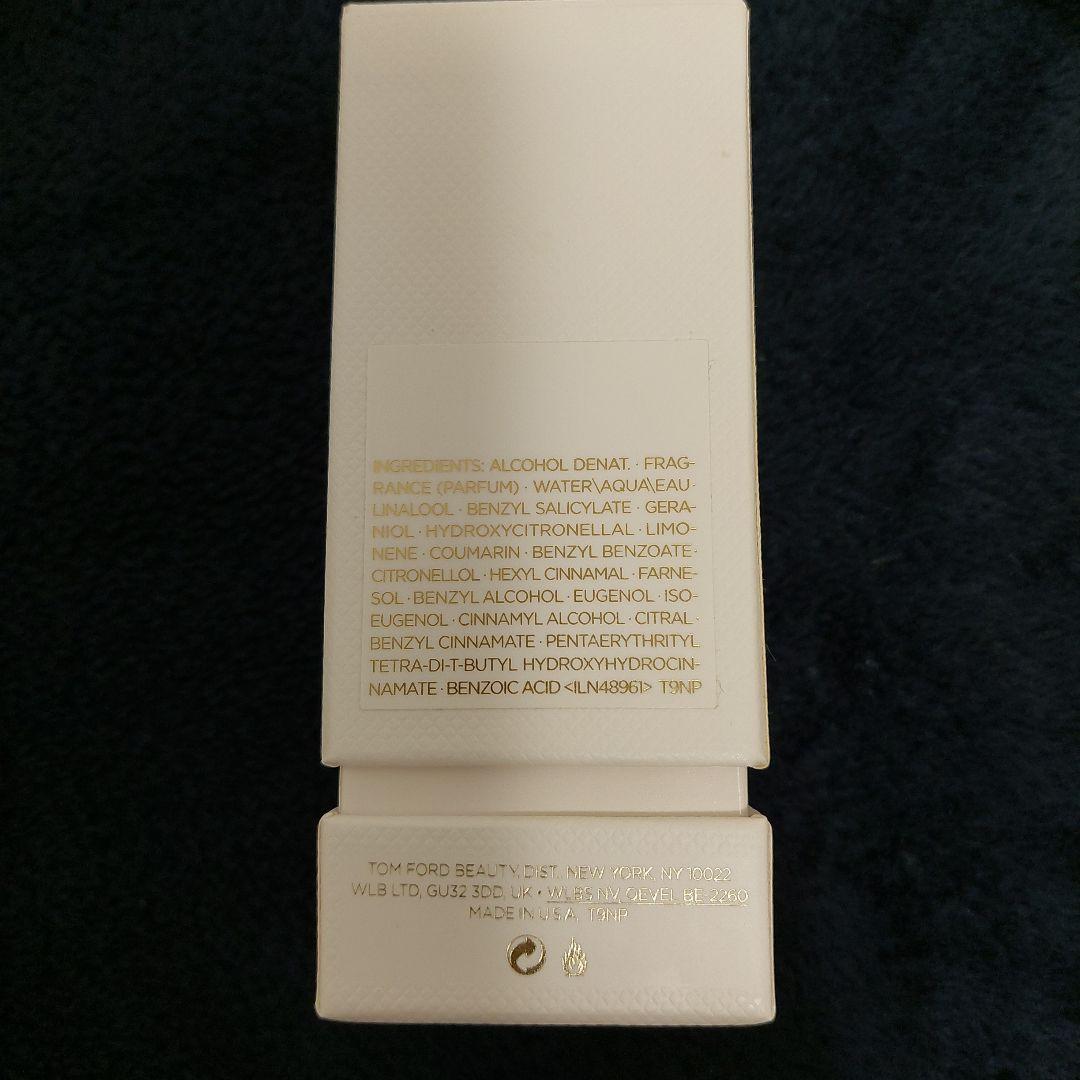 INGREDIENTS: ALCOHOL DENAT. · FRAG-
RANCE (PARFUM) · WATER\AQUA\EAU ·
LINALOOL · BENZYL SALICYLATE · GERA-
NIOL · HYDROXYCITRONELLAL · LIMO-
NENE · COUMARIN · BENZYL BENZOATE ·
CITRONELLOL · HEXYL CINNAMAL · FARNE-
SOL · BENZYL ALCOHOL · EUGENOL · ISO-
EUGENOL · CINNAMYL ALCOHOL · CITRAL ·
BENZYL CINNAMATE · PENTAERYTHRITYL
TETRA-DI-T-BUTYL HYDROXYHYDROCIN-
NAMATE · BENZOIC ACID <ILN48961> T9NP
TOM FORD BEAUTY, DIST. NEW YORK, NY 10022
WLB LTD, GU32 3DD, UK • WLBS NV, OEVEL BE-2260
MADE IN U.S.A. T9NP